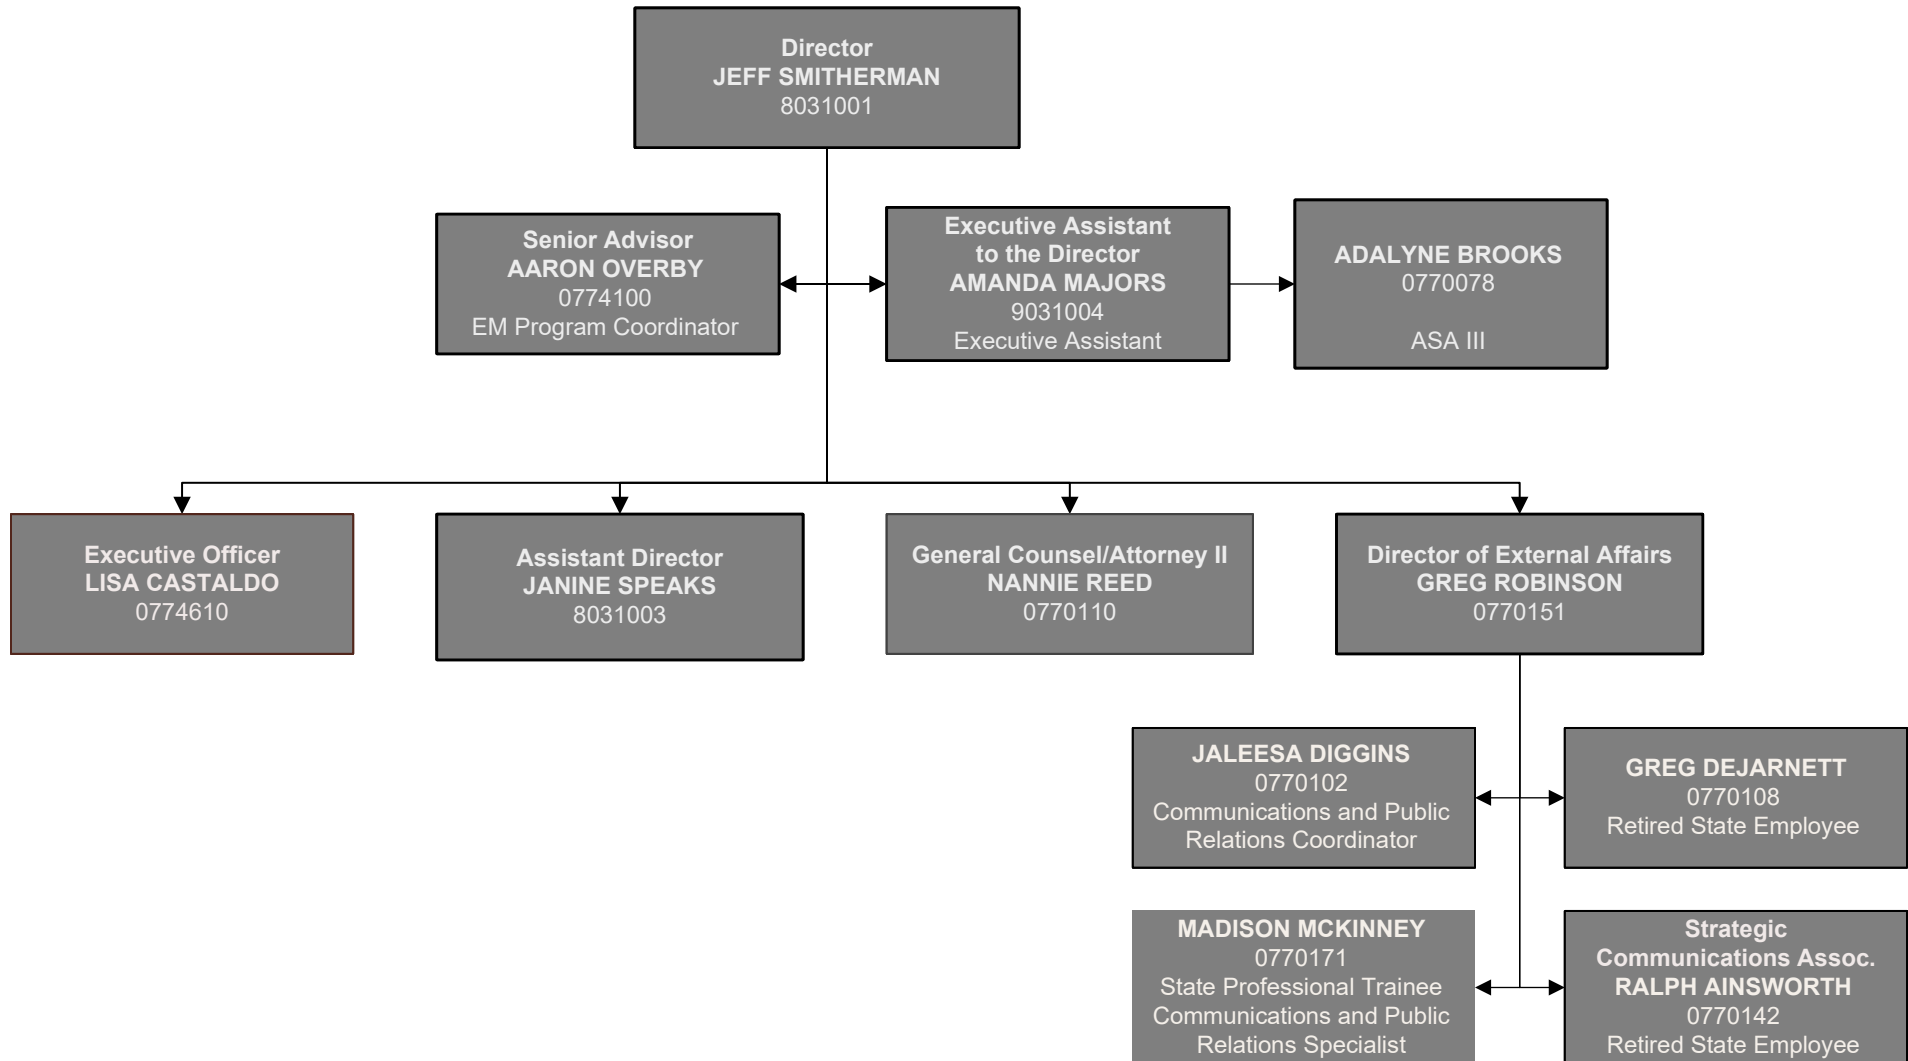 Director
JEFF SMITHERMAN
8031001
Senior Advisor
AARON OVERBY
0774100
EM Program Coordinator
Executive Assistant
to the Director
AMANDA MAJORS
9031004
Executive Assistant
ADALYNE BROOKS
0770078
ASA III
Executive Officer
LISA CASTALDO
0774610
Assistant Director
JANINE SPEAKS
8031003
General Counsel/Attorney II
NANNIE REED
0770110
Director of External Affairs
GREG ROBINSON
0770151
JALEESA DIGGINS
0770102
Communications and Public
Relations Coordinator
GREG DEJARNETT
0770108
Retired State Employee
MADISON MCKINNEY
0770171
State Professional Trainee
Communications and Public
Relations Specialist
Strategic
Communications Assoc.
RALPH AINSWORTH
0770142
Retired State Employee